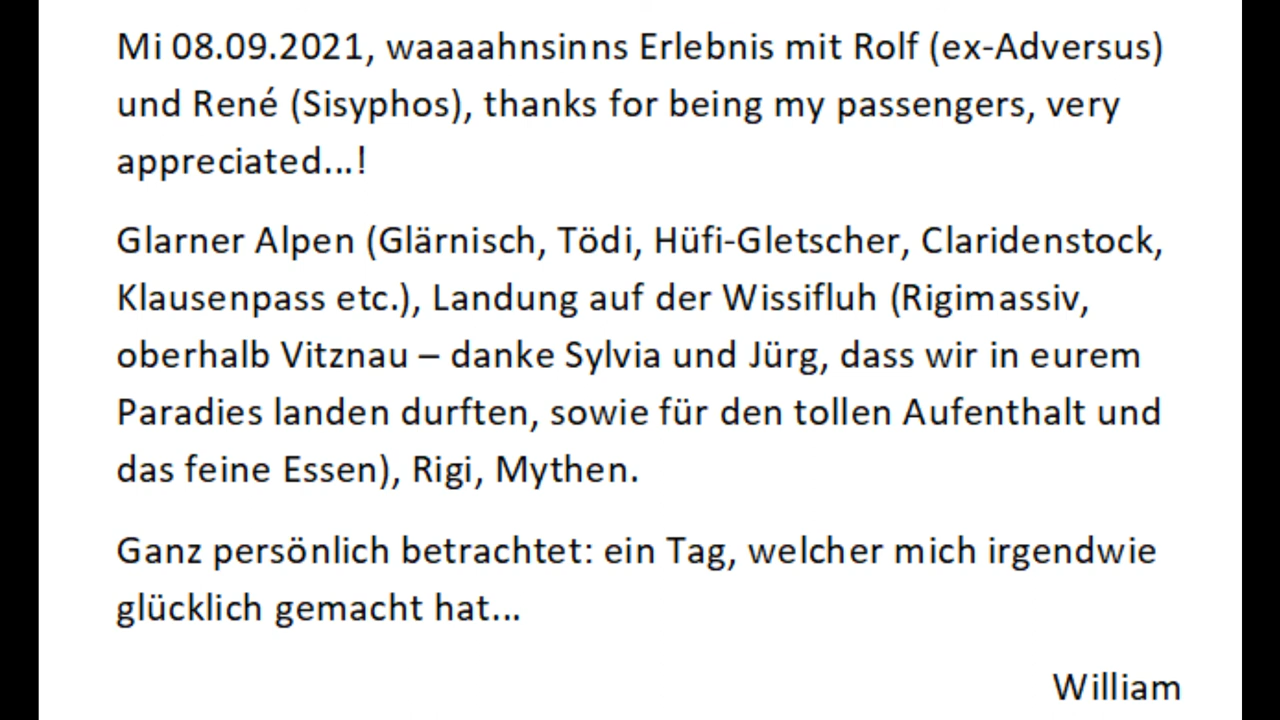 Mi 08.09.2021, waaaahnsinns Erlebnis mit Rolf (ex-Adversus)
und René (Sisyphos), thanks for being my passengers, very
appreciated...!
Glarner Alpen (Glärnisch, Tödi, Hüfi-Gletscher, Claridenstock,
Klausenpass etc.), Landung auf der Wissifluh (Rigimassiv,
oberhalb Vitznau – danke Sylvia und Jürg, dass wir in eurem
Paradies landen durften, sowie für den tollen Aufenthalt und
das feine Essen), Rigi, Mythen.
Ganz persönlich betrachtet: ein Tag, welcher mich irgendwie
glücklich gemacht hat...
William